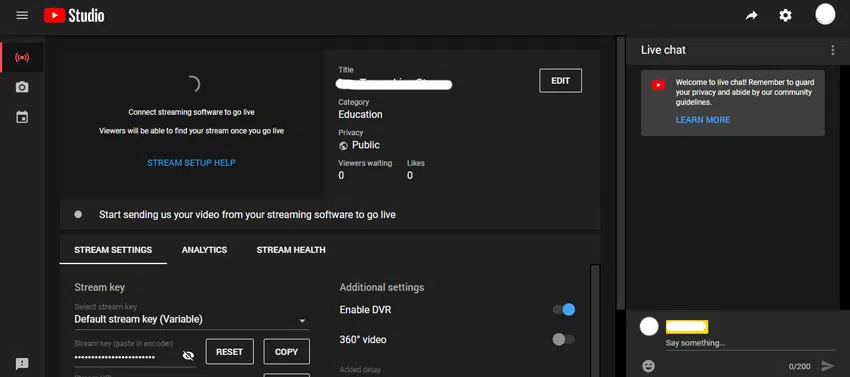 Studio
Connect streaming software to go live
Viewers will be able to find your stream once you go live
STREAM SETUP HELP
Title
EDIT
Category
Education
Privacy
Public
Viewers waiting Likes
0 0
Start sending us your video from your streaming software to go live
STREAM SETTINGS ANALYTICS STREAM HEALTH
Stream key
Select stream key
Default stream key (Variable)
Stream key (paste in encoder)
RESET COPY
Additional settings
Enable DVR
360° video
Added delay
Live chat
Welcome to live chat! Remember to guard
your privacy and abide by our community
guidelines.
LEARN MORE
Say something...
0/200